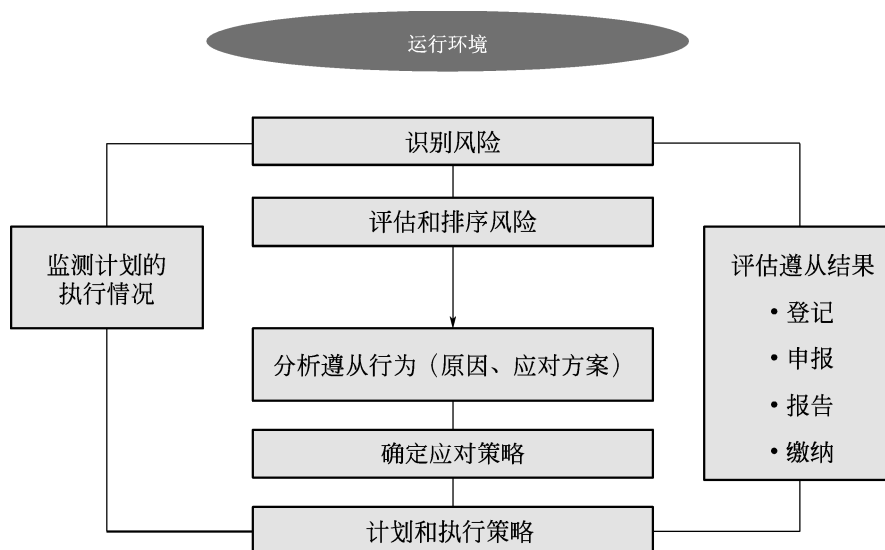 运行环境
识别风险
评估和排序风险
监测计划的
执行情况
评估遵从结果
• 登记
• 申报
• 报告
• 缴纳
分析遵从行为（原因、应对方案）
确定应对策略
计划和执行策略